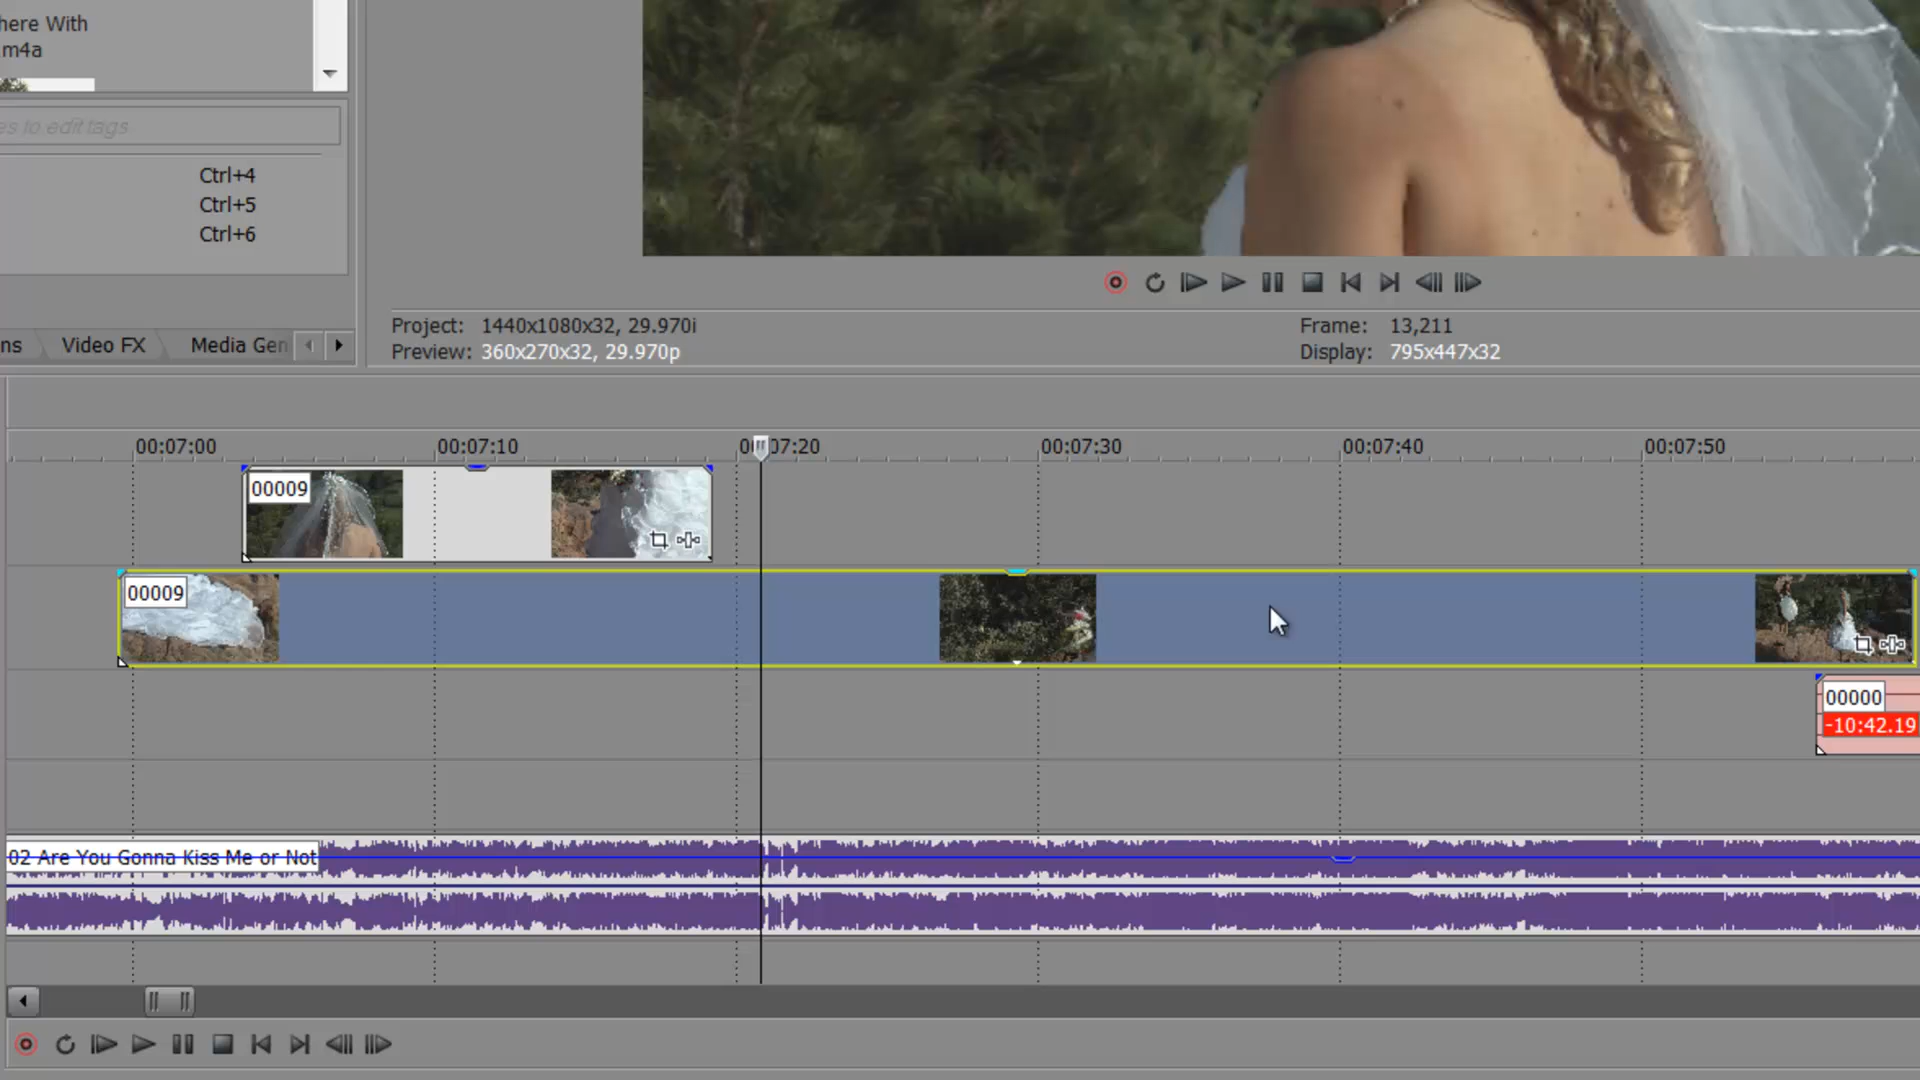 here With
m4a
es to edit tags
Ctrl+4
Ctrl+5
Ctrl+6
ns Video FX Media Gen
Project: 1440x1080x32, 29.970i
Preview: 360x270x32, 29.970p
Frame: 13,211
Display: 795x447x32
00:07:00 00:07:10 00:07:20 00:07:30 00:07:40 00:07:50
00009
00009
00000
-10:42.19
02 Are You Gonna Kiss Me or Not